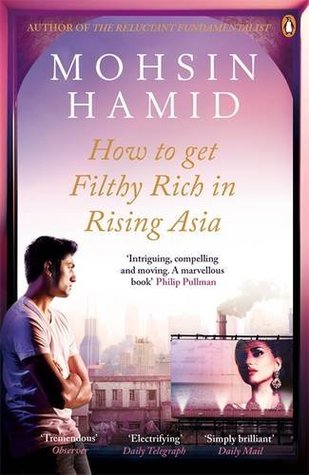 AUTHOR OF THE RELUCTANT FUNDAMENTALIST
MOHSIN
HAMID
How to get
Filthy Rich in
Rising Asia
‘Intriguing, compelling
and moving. A marvellous
book’ Philip Pullman
‘Tremendous’ ‘Electrifying’ ‘Simply brilliant’
Observer Daily Telegraph Daily Mail